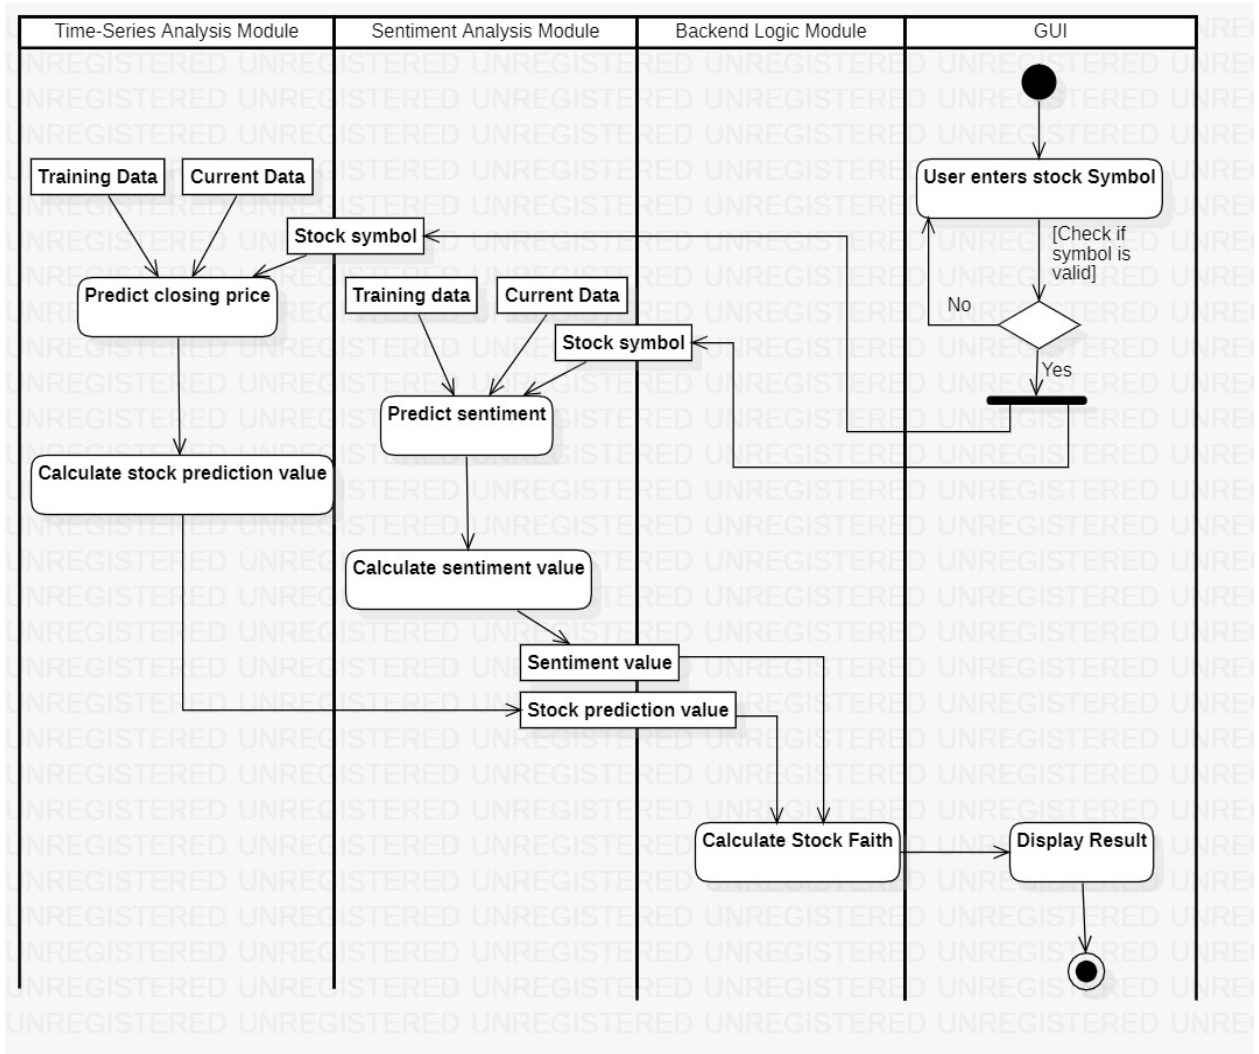 Time-Series Analysis Module
Sentiment Analysis Module
Backend Logic Module
GUI
Training Data
Current Data
User enters stock Symbol
Stock symbol
[Check if
symbol is
valid]
Predict closing price
Training data
Current Data
No
Stock symbol
Yes
Predict sentiment
Calculate stock prediction value
Calculate sentiment value
Sentiment value
Stock prediction value
Calculate Stock Faith
Display Result
UNREGISTERED